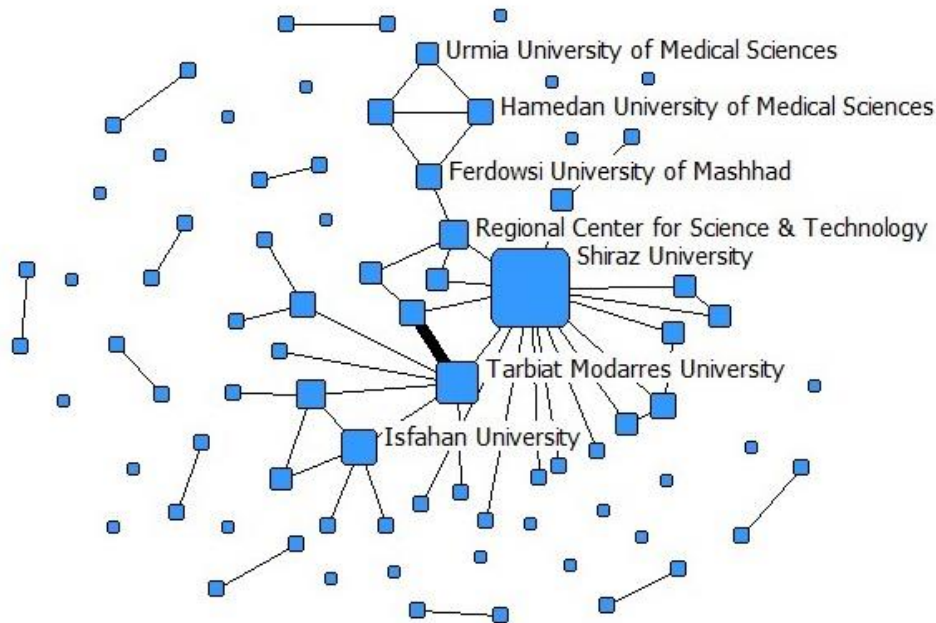 Urmia University of Medical Sciences
Hamedan University of Medical Sciences
Ferdowsi University of Mashhad
Regional Center for Science & Technology
Shiraz University
Tarbiat Modarres University
Isfahan University